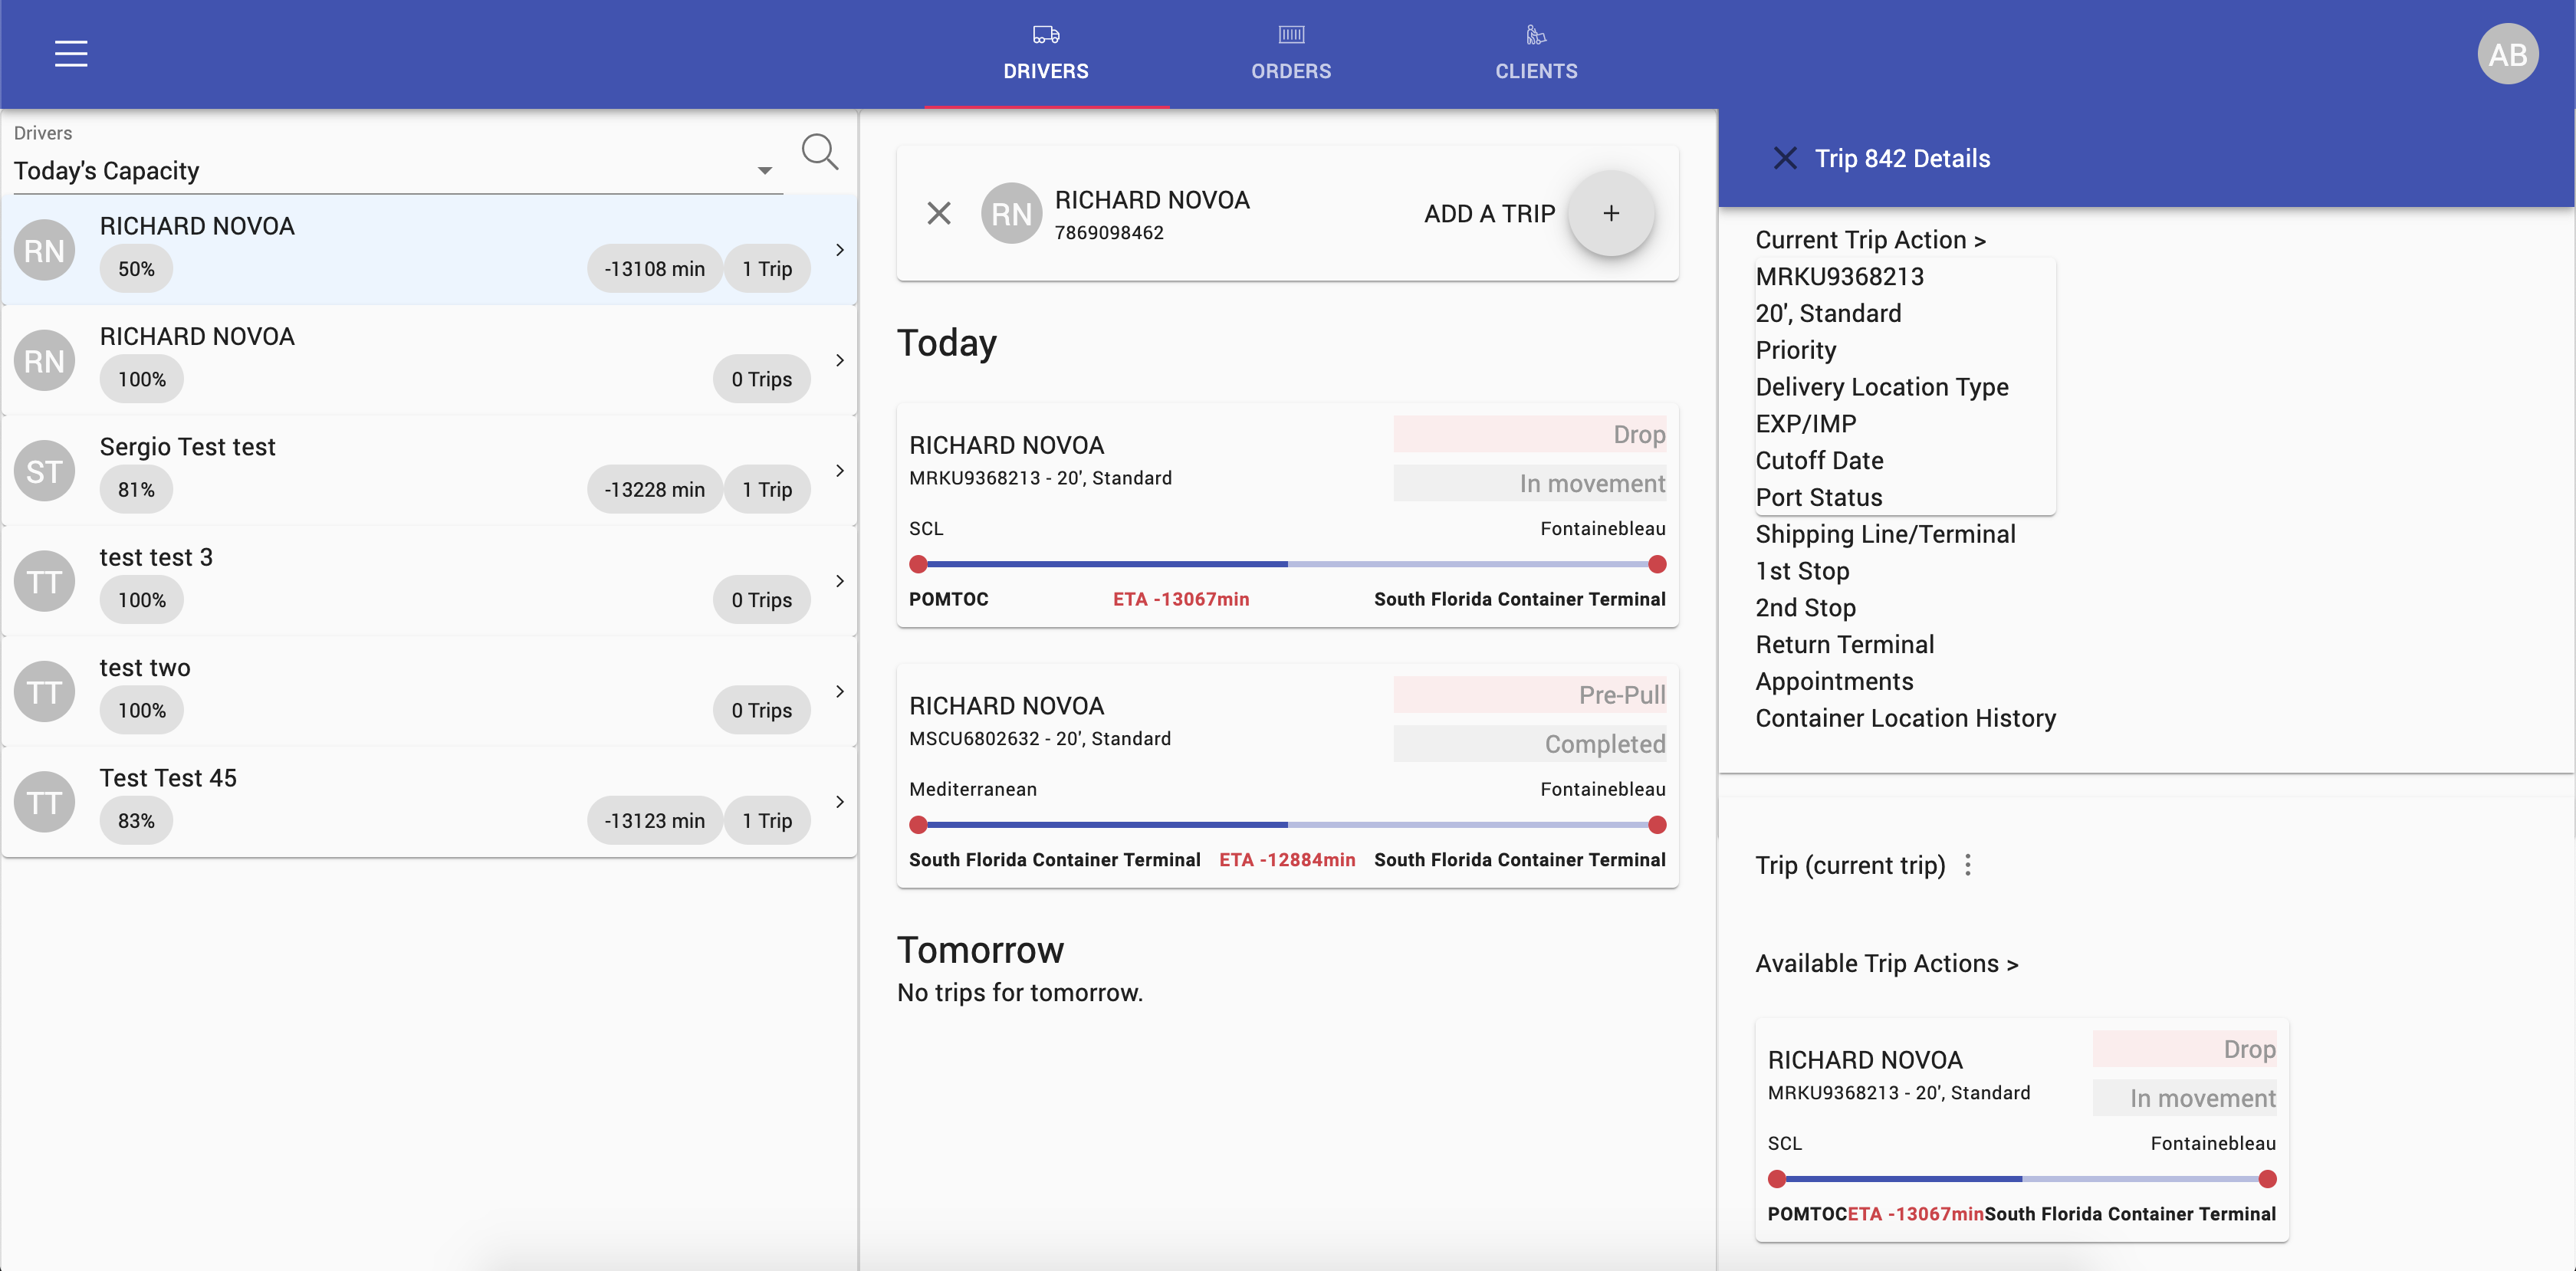 DRIVERS
ORDERS
CLIENTS
AB
Drivers
Today's Capacity
RN
RICHARD NOVOA
50%
-13108 min
1 Trip
RN
RICHARD NOVOA
100%
0 Trips
ST
Sergio Test test
81%
-13228 min
1 Trip
TT
test test 3
100%
0 Trips
TT
test two
100%
0 Trips
TT
Test Test 45
83%
-13123 min
1 Trip
RN
RICHARD NOVOA
7869098462
ADD A TRIP
+
Today
RICHARD NOVOA
Drop
MRKU9368213 - 20', Standard
In movement
SCL
Fontainebleau
POMTOC
ETA -13067min
South Florida Container Terminal
RICHARD NOVOA
Pre-Pull
MSCU6802632 - 20', Standard
Completed
Mediterranean
Fontainebleau
South Florida Container Terminal
ETA -12884min
South Florida Container Terminal
Tomorrow
No trips for tomorrow.
Trip 842 Details
Current Trip Action >
MRKU9368213
20', Standard
Priority
Delivery Location Type
EXP/IMP
Cutoff Date
Port Status
Shipping Line/Terminal
1st Stop
2nd Stop
Return Terminal
Appointments
Container Location History
Trip (current trip)
Available Trip Actions >
RICHARD NOVOA
Drop
MRKU9368213 - 20', Standard
In movement
SCL
Fontainebleau
POMTOC
ETA -13067min
South Florida Container Terminal